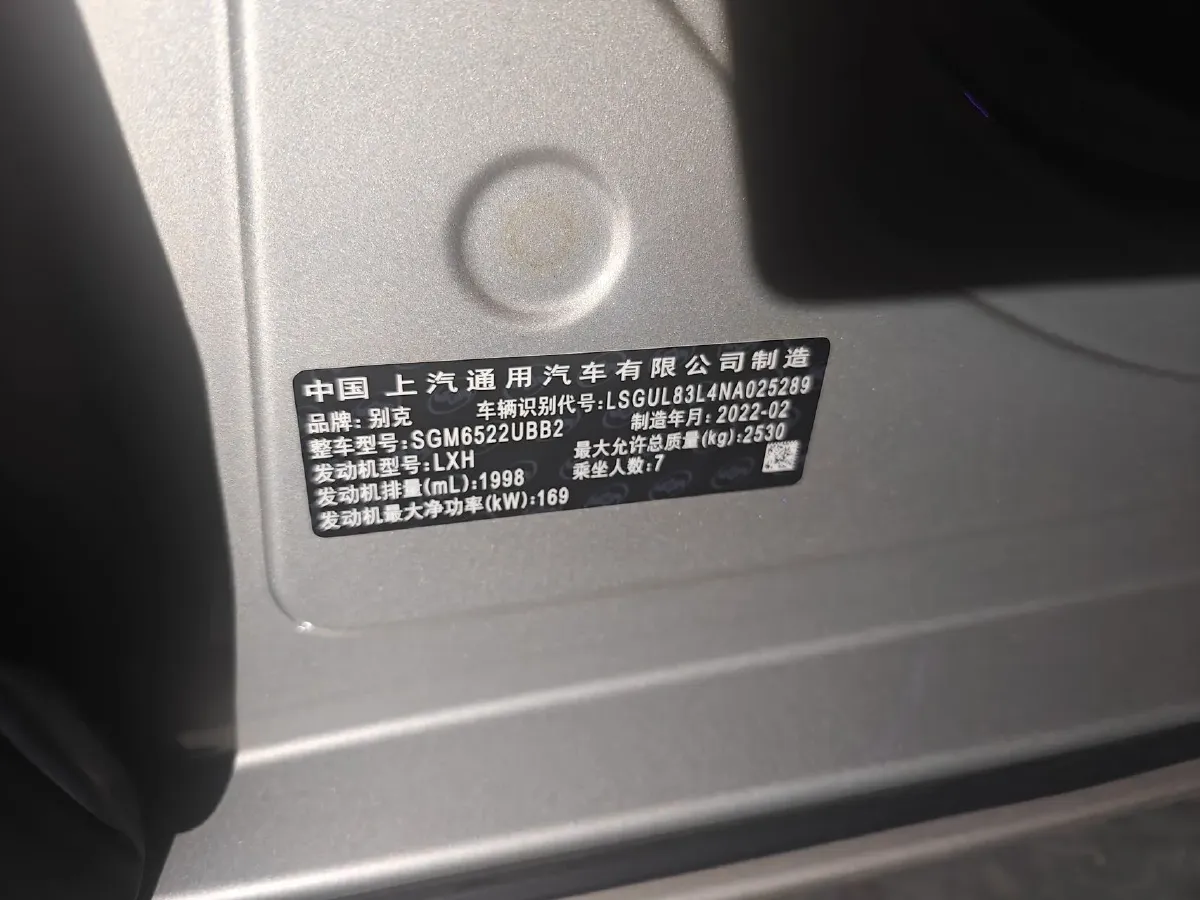 中国 上汽通用汽车有限公司制造
品牌:别克 车辆识别代号:LSGUL83L4NA025289
整车型号:SGM6522UBB2 制造年月:2022-02
发动机型号:LXH 最大允许总质量(kg):2530
发动机排量(mL):1998 乘坐人数:7
发动机最大净功率(kW):169